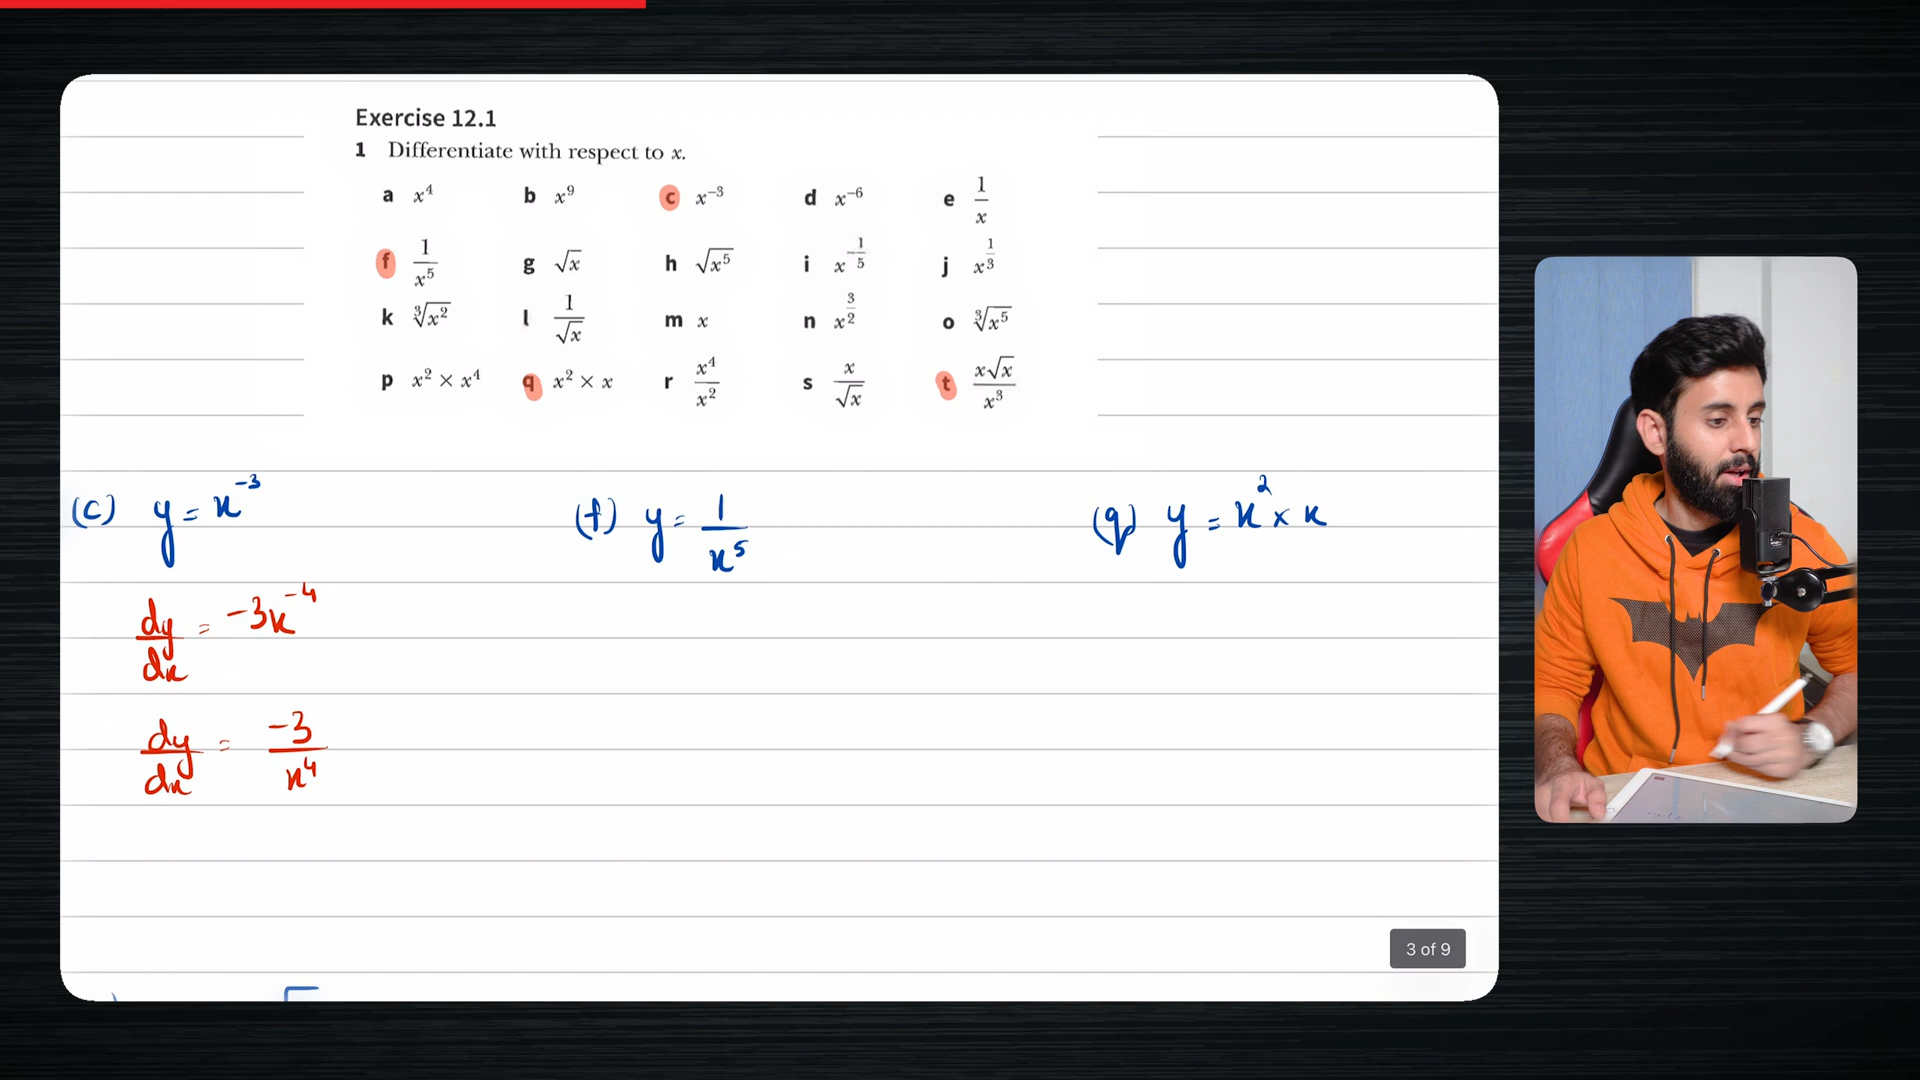 Exercise 12.1
1 Differentiate with respect to x.
a x⁴ b x⁹ c x⁻³ d x⁻⁶ e 1/x
f 1/x⁵ g √x h √x⁵ i x^(-1/5) j x^(1/3)
k ∛x² l 1/√x m x n x^(3/2) o ∛x⁵
p x² × x⁴ q x² × x r x⁴/x² s x/√x t x√x/x³
(c) y = x⁻³ (f) y = 1/x⁵ (q) y = x² × x
dy/dx = -3x⁻⁴
dy/dx = -3/x⁴
3 of 9